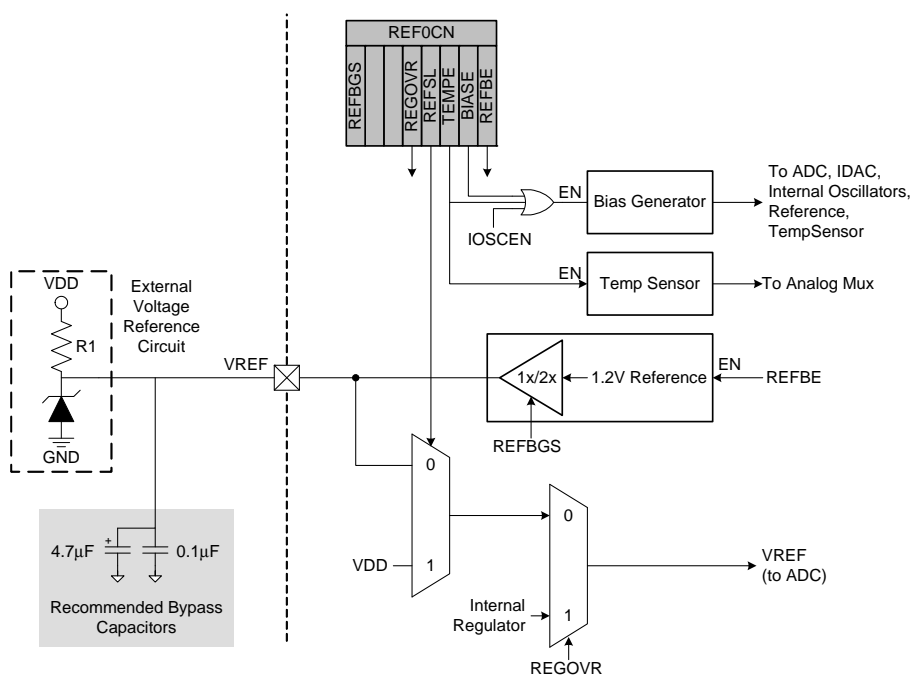 REF0CN
REFBGS
REGOVR
REFSL
TEMPE
BIASE
REFBE
EN
Bias Generator
To ADC, IDAC,
Internal Oscillators,
Reference,
TempSensor
IOSCEN
EN
Temp Sensor
To Analog Mux
VDD
R1
GND
External
Voltage
Reference
Circuit
VREF
1x/2x
1.2V Reference
EN
REFBE
REFBGS
0
VDD
1
0
Internal
Regulator
1
REGOVR
VREF
(to ADC)
4.7µF
+
0.1µF
Recommended Bypass
Capacitors